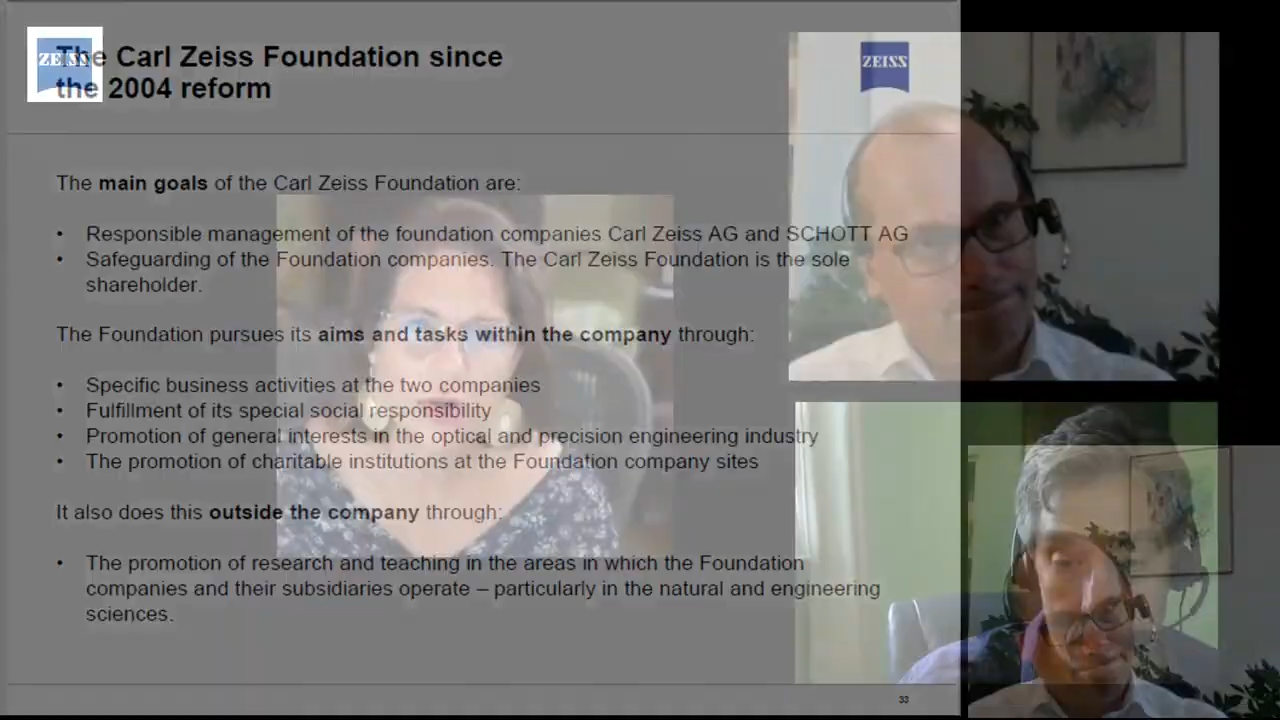 ZEISS
The Carl Zeiss Foundation since
the 2004 reform
ZEISS
The main goals of the Carl Zeiss Foundation are:
• Responsible management of the foundation companies Carl Zeiss AG and SCHOTT AG
• Safeguarding of the Foundation companies. The Carl Zeiss Foundation is the sole
shareholder.
The Foundation pursues its aims and tasks within the company through:
• Specific business activities at the two companies
• Fulfillment of its special social responsibility
• Promotion of general interests in the optical and precision engineering industry
• The promotion of charitable institutions at the Foundation company sites
It also does this outside the company through:
• The promotion of research and teaching in the areas in which the Foundation
companies and their subsidiaries operate – particularly in the natural and engineering
sciences.
33